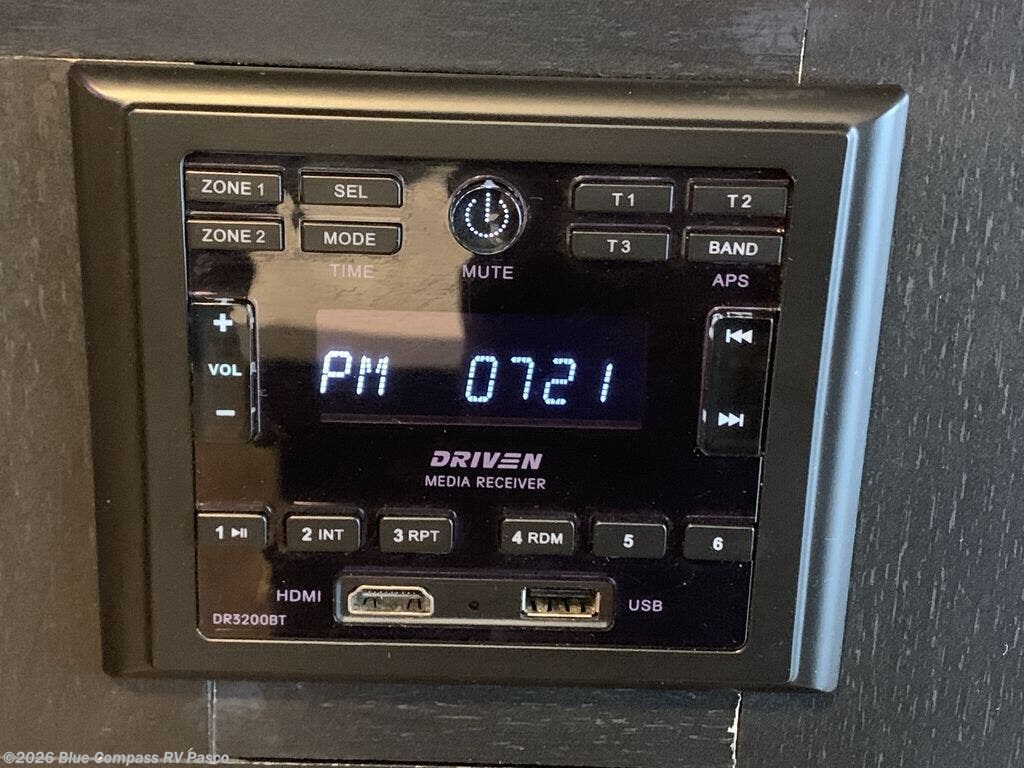 ZONE 1
SEL
T1
T2
ZONE 2
MODE
T3
BAND
TIME
MUTE
APS
+
VOL
−
PM 0721
DRIVEN
MEDIA RECEIVER
1
2 INT
3 RPT
4 RDM
5
6
HDMI
USB
DR3200BT
©2026 Blue Compass RV Pasco